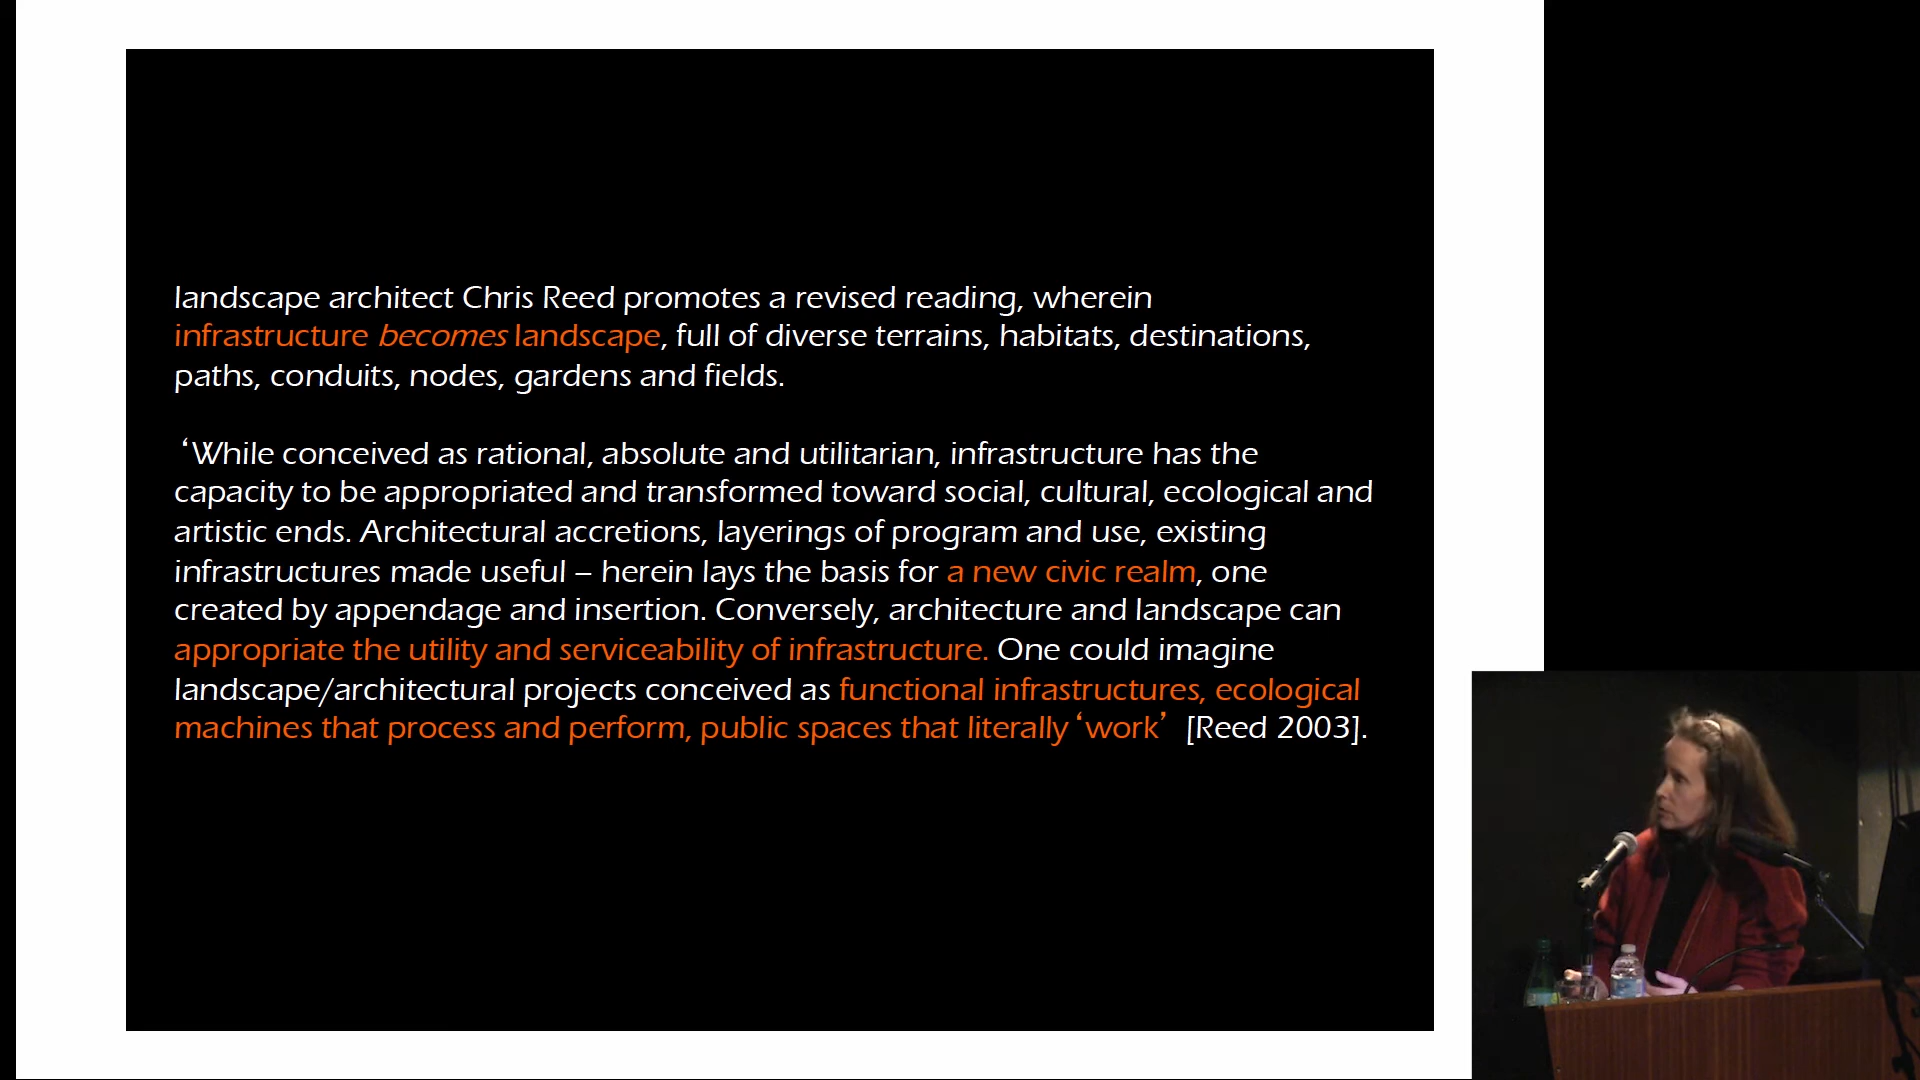 landscape architect Chris Reed promotes a revised reading, wherein
infrastructure becomes landscape, full of diverse terrains, habitats, destinations,
paths, conduits, nodes, gardens and fields.
‘While conceived as rational, absolute and utilitarian, infrastructure has the
capacity to be appropriated and transformed toward social, cultural, ecological and
artistic ends. Architectural accretions, layerings of program and use, existing
infrastructures made useful – herein lays the basis for a new civic realm, one
created by appendage and insertion. Conversely, architecture and landscape can
appropriate the utility and serviceability of infrastructure. One could imagine
landscape/architectural projects conceived as functional infrastructures, ecological
machines that process and perform, public spaces that literally ‘work’ [Reed 2003].